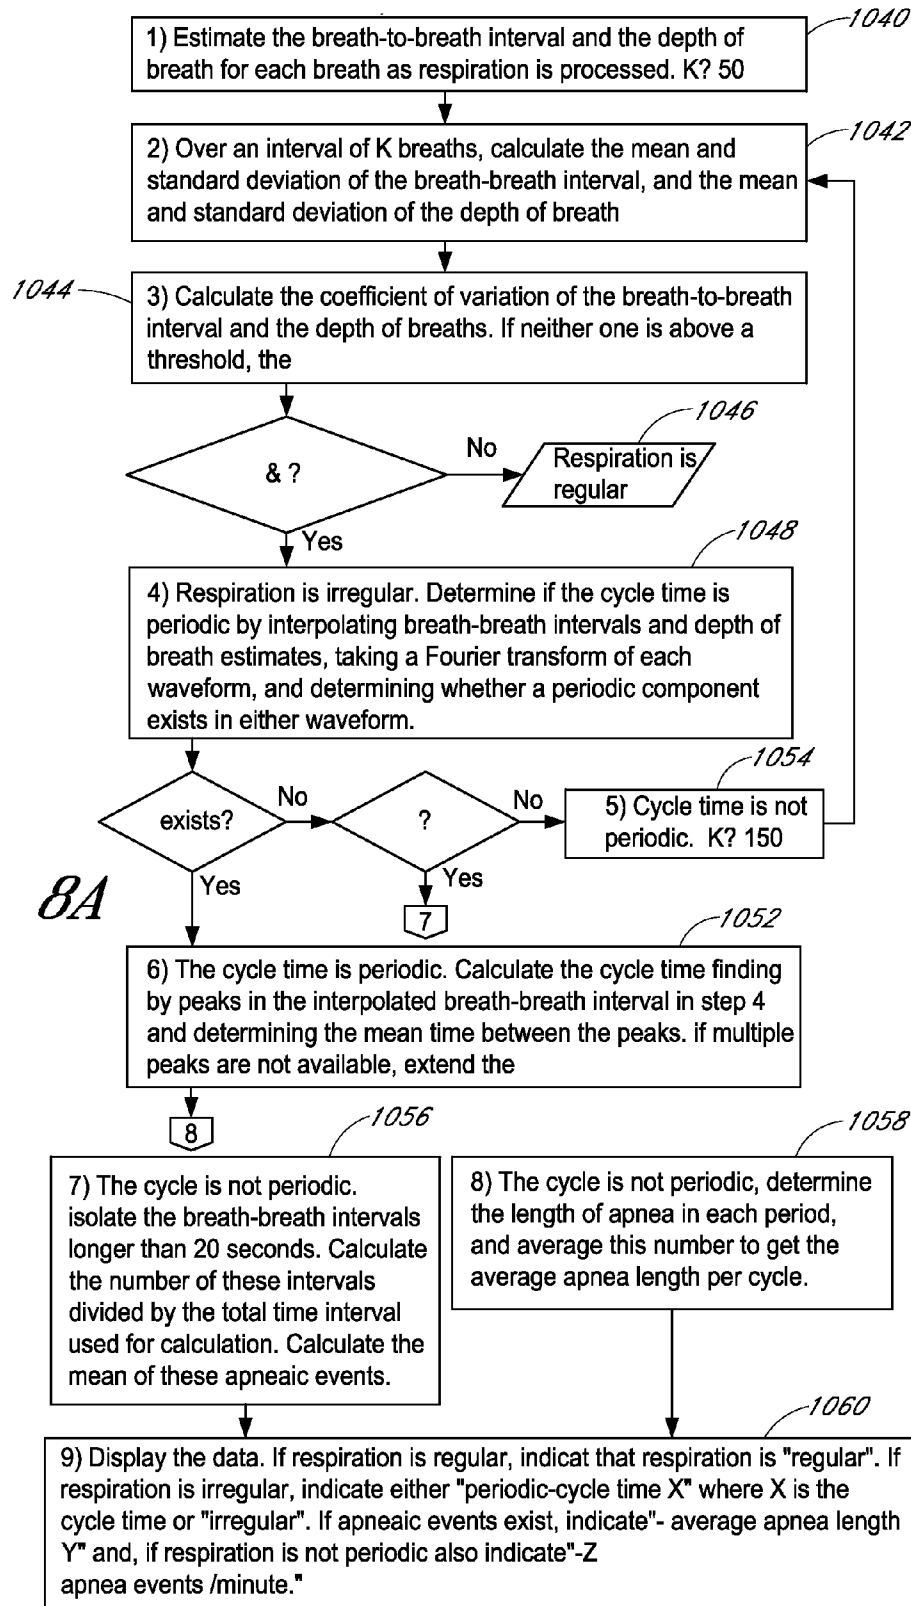 1040
1) Estimate the breath-to-breath interval and the depth of
breath for each breath as respiration is processed. K? 50
1042
2) Over an interval of K breaths, calculate the mean and
standard deviation of the breath-breath interval, and the mean
and standard deviation of the depth of breath
1044
3) Calculate the coefficient of variation of the breath-to-breath
interval and the depth of breaths. If neither one is above a
threshold, the
& ?
No
1046
Respiration is
regular
Yes
1048
4) Respiration is irregular. Determine if the cycle time is
periodic by interpolating breath-breath intervals and depth of
breath estimates, taking a Fourier transform of each
waveform, and determining whether a periodic component
exists in either waveform.
exists?
No
?
No
1054
5) Cycle time is not
periodic. K? 150
Yes
Yes
7
8A
1052
6) The cycle time is periodic. Calculate the cycle time finding
by peaks in the interpolated breath-breath interval in step 4
and determining the mean time between the peaks. if multiple
peaks are not available, extend the
8
1056
7) The cycle is not periodic.
isolate the breath-breath intervals
longer than 20 seconds. Calculate
the number of these intervals
divided by the total time interval
used for calculation. Calculate the
mean of these apneaic events.
1058
8) The cycle is not periodic, determine
the length of apnea in each period,
and average this number to get the
average apnea length per cycle.
1060
9) Display the data. If respiration is regular, indicat that respiration is "regular". If
respiration is irregular, indicate either "periodic-cycle time X" where X is the
cycle time or "irregular". If apneaic events exist, indicate"- average apnea length
Y" and, if respiration is not periodic also indicate"-Z
apnea events /minute."